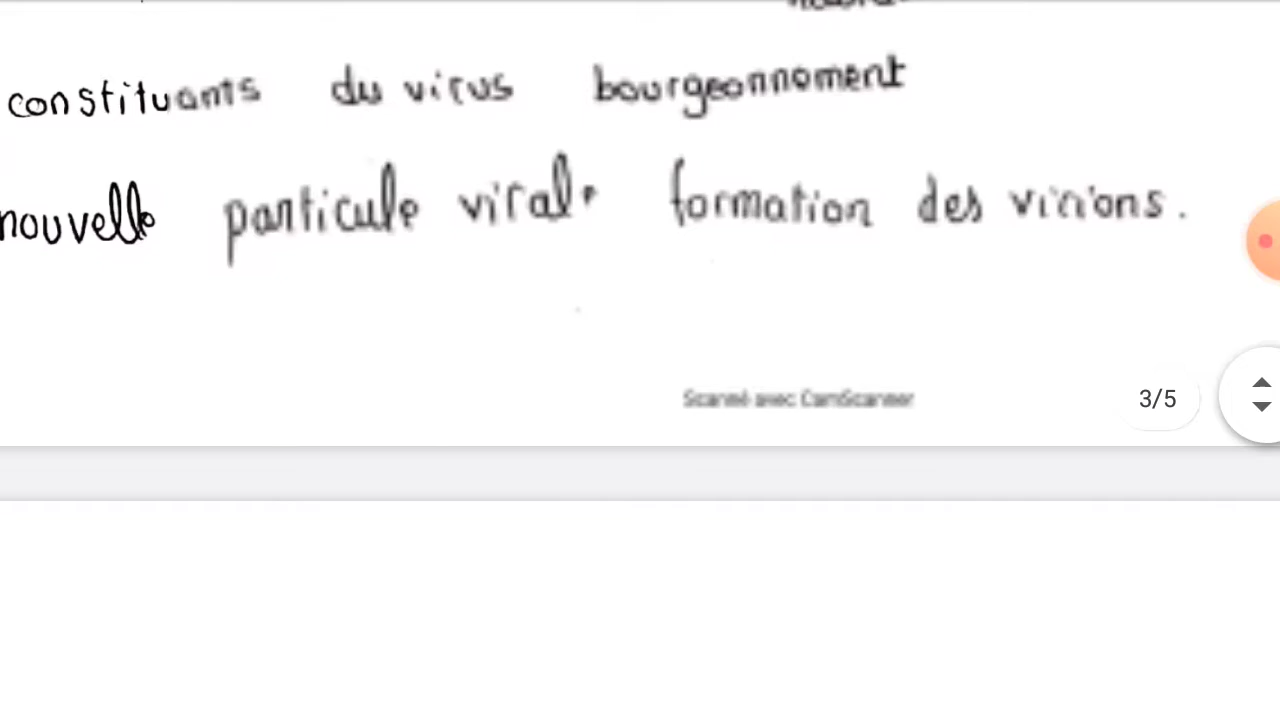 constituants du virus bourgeonnement
nouvelle particule virale formation des virions.
Scanné avec CamScanner
3/5